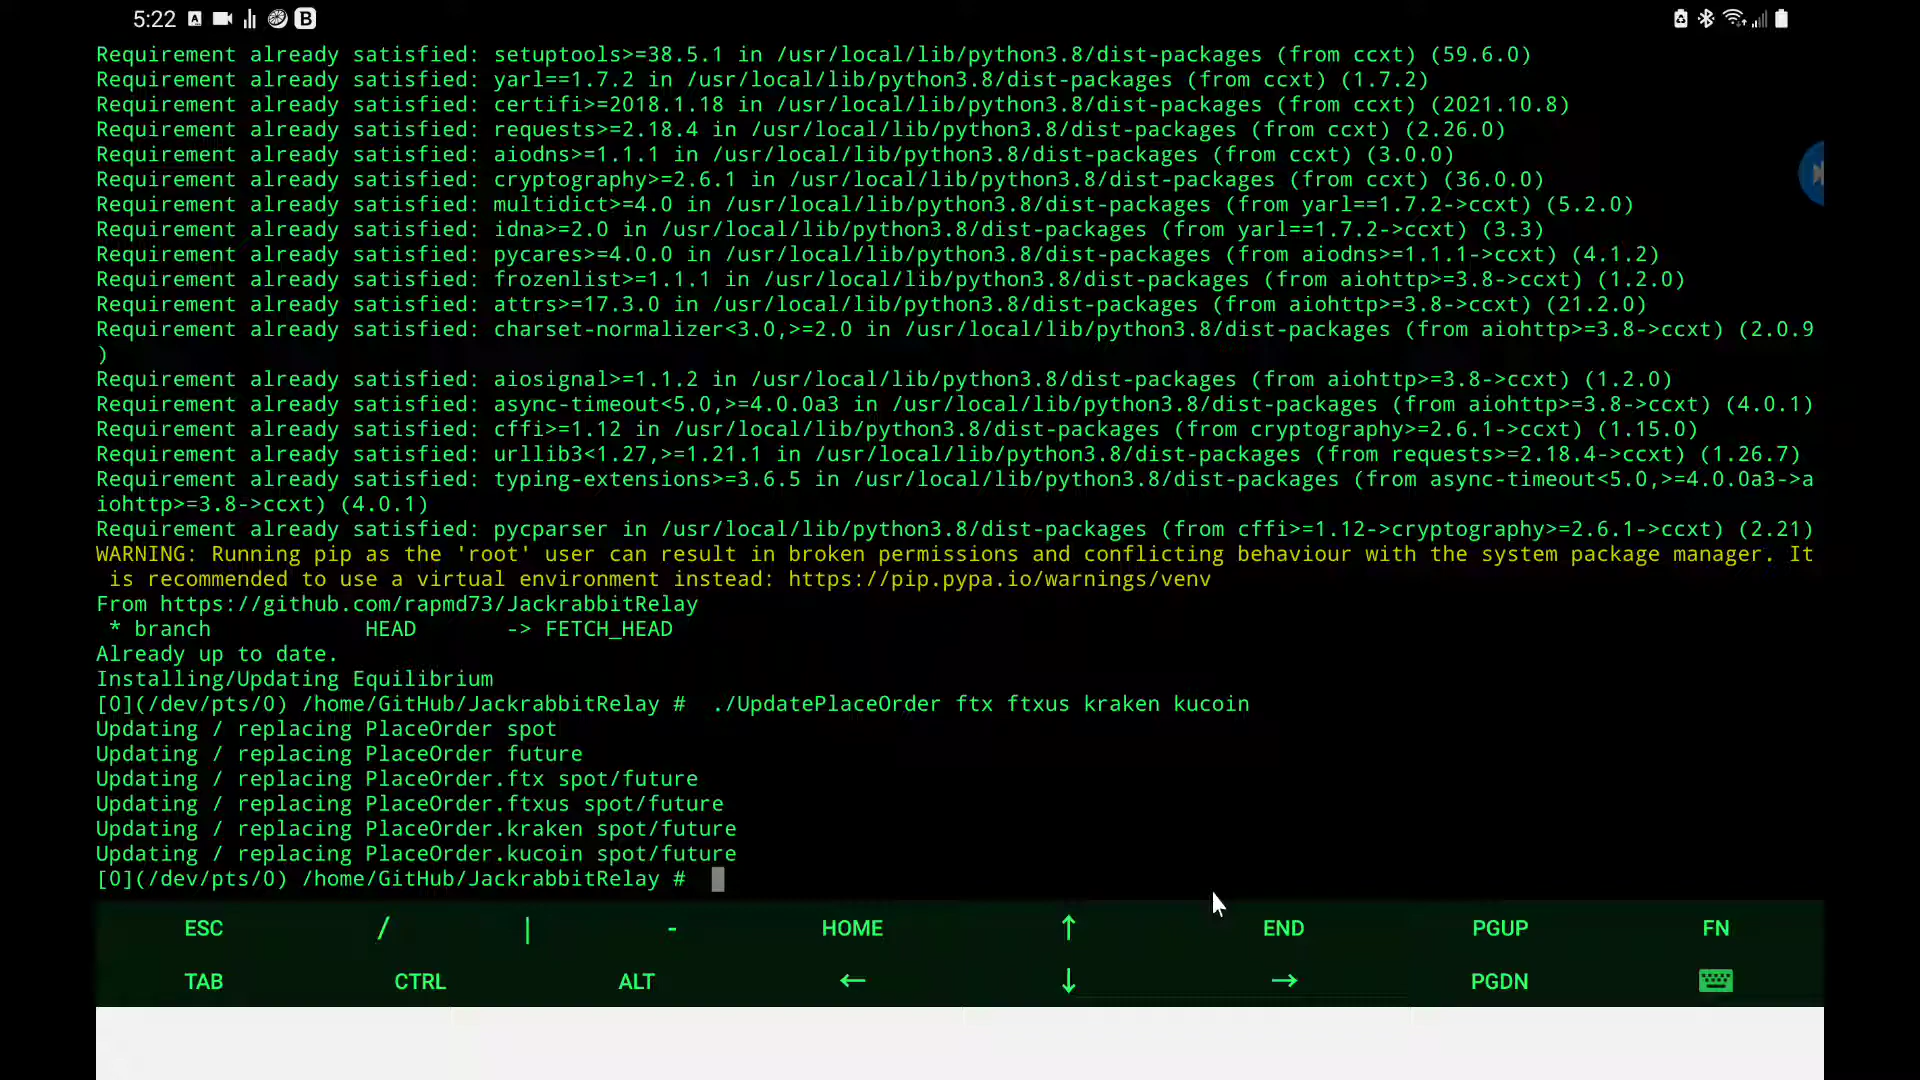 5:22
Requirement already satisfied: setuptools>=38.5.1 in /usr/local/lib/python3.8/dist-packages (from ccxt) (59.6.0)
Requirement already satisfied: yarl==1.7.2 in /usr/local/lib/python3.8/dist-packages (from ccxt) (1.7.2)
Requirement already satisfied: certifi>=2018.1.18 in /usr/local/lib/python3.8/dist-packages (from ccxt) (2021.10.8)
Requirement already satisfied: requests>=2.18.4 in /usr/local/lib/python3.8/dist-packages (from ccxt) (2.26.0)
Requirement already satisfied: aiodns>=1.1.1 in /usr/local/lib/python3.8/dist-packages (from ccxt) (3.0.0)
Requirement already satisfied: cryptography>=2.6.1 in /usr/local/lib/python3.8/dist-packages (from ccxt) (36.0.0)
Requirement already satisfied: multidict>=4.0 in /usr/local/lib/python3.8/dist-packages (from yarl==1.7.2->ccxt) (5.2.0)
Requirement already satisfied: idna>=2.0 in /usr/local/lib/python3.8/dist-packages (from yarl==1.7.2->ccxt) (3.3)
Requirement already satisfied: pycares>=4.0.0 in /usr/local/lib/python3.8/dist-packages (from aiodns>=1.1.1->ccxt) (4.1.2)
Requirement already satisfied: frozenlist>=1.1.1 in /usr/local/lib/python3.8/dist-packages (from aiohttp>=3.8->ccxt) (1.2.0)
Requirement already satisfied: attrs>=17.3.0 in /usr/local/lib/python3.8/dist-packages (from aiohttp>=3.8->ccxt) (21.2.0)
Requirement already satisfied: charset-normalizer<3.0,>=2.0 in /usr/local/lib/python3.8/dist-packages (from aiohttp>=3.8->ccxt) (2.0.9
)
Requirement already satisfied: aiosignal>=1.1.2 in /usr/local/lib/python3.8/dist-packages (from aiohttp>=3.8->ccxt) (1.2.0)
Requirement already satisfied: async-timeout<5.0,>=4.0.0a3 in /usr/local/lib/python3.8/dist-packages (from aiohttp>=3.8->ccxt) (4.0.1)
Requirement already satisfied: cffi>=1.12 in /usr/local/lib/python3.8/dist-packages (from cryptography>=2.6.1->ccxt) (1.15.0)
Requirement already satisfied: urllib3<1.27,>=1.21.1 in /usr/local/lib/python3.8/dist-packages (from requests>=2.18.4->ccxt) (1.26.7)
Requirement already satisfied: typing-extensions>=3.6.5 in /usr/local/lib/python3.8/dist-packages (from async-timeout<5.0,>=4.0.0a3->a
iohttp>=3.8->ccxt) (4.0.1)
Requirement already satisfied: pycparser in /usr/local/lib/python3.8/dist-packages (from cffi>=1.12->cryptography>=2.6.1->ccxt) (2.21)
WARNING: Running pip as the 'root' user can result in broken permissions and conflicting behaviour with the system package manager. It
is recommended to use a virtual environment instead: https://pip.pypa.io/warnings/venv
From https://github.com/rapmd73/JackrabbitRelay
* branch HEAD -> FETCH_HEAD
Already up to date.
Installing/Updating Equilibrium
[0](/dev/pts/0) /home/GitHub/JackrabbitRelay # ./UpdatePlaceOrder ftx ftxus kraken kucoin
Updating / replacing PlaceOrder spot
Updating / replacing PlaceOrder future
Updating / replacing PlaceOrder.ftx spot/future
Updating / replacing PlaceOrder.ftxus spot/future
Updating / replacing PlaceOrder.kraken spot/future
Updating / replacing PlaceOrder.kucoin spot/future
[0](/dev/pts/0) /home/GitHub/JackrabbitRelay #
ESC / | - HOME ↑ END PGUP FN
TAB CTRL ALT ← ↓ → PGDN